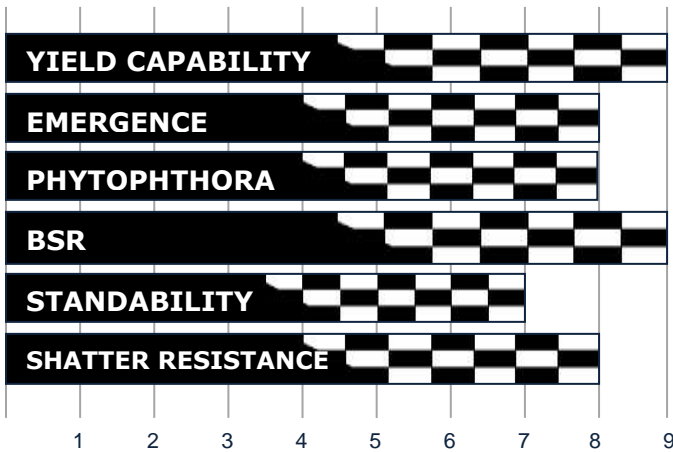 YIELD CAPABILITY
EMERGENCE
PHYTOPHTHORA
BSR
STANDABILITY
SHATTER RESISTANCE
1 2 3 4 5 6 7 8 9